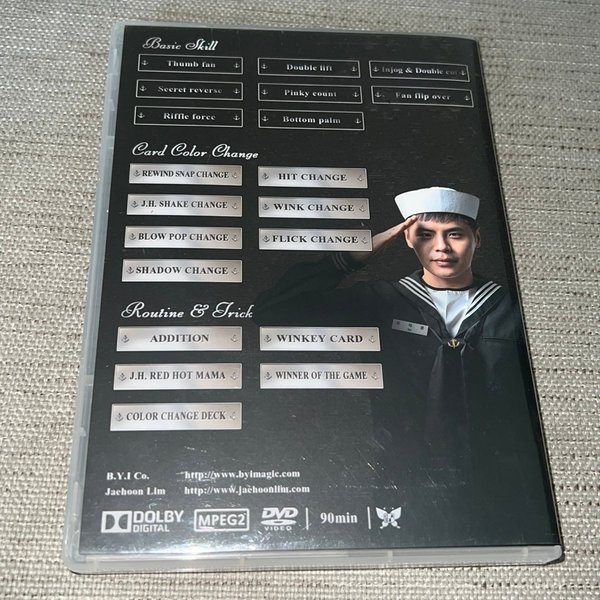 Basic Skill
Thumb fan
Double lift
Injog & Double cut
Secret reverse
Pinky count
Fan flip over
Riffle force
Bottom palm
Card Color Change
REWIND SNAP CHANGE
HIT CHANGE
J.H. SHAKE CHANGE
WINK CHANGE
BLOW POP CHANGE
FLICK CHANGE
SHADOW CHANGE
Routine & Trick
ADDITION
WINKEY CARD
J.H. RED HOT MAMA
WINNER OF THE GAME
COLOR CHANGE DECK
B.Y.I Co. http://www.byimagic.com
Jaehoon Lim http://www.jaehoonlim.com
DOLBY DIGITAL MPEG2 DVD VIDEO 90min